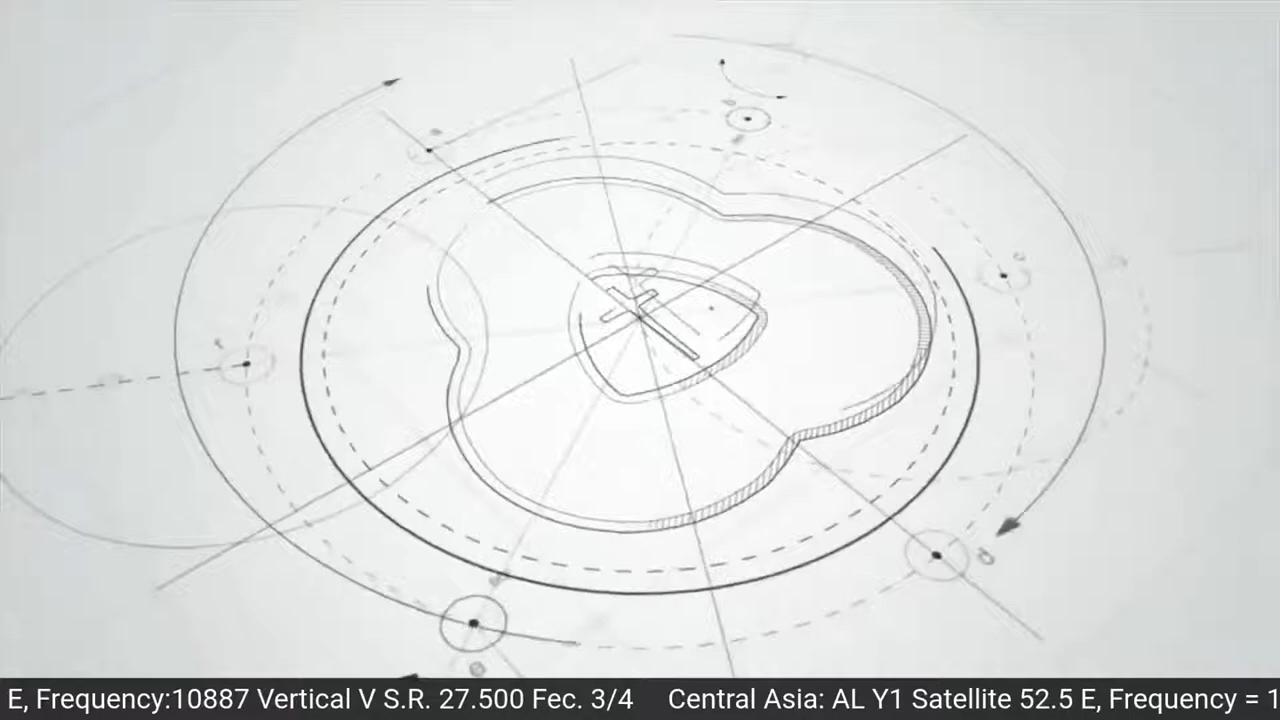 E, Frequency:10887 Vertical V S.R. 27.500 Fec. 3/4 Central Asia: AL Y1 Satellite 52.5 E, Frequency = 1